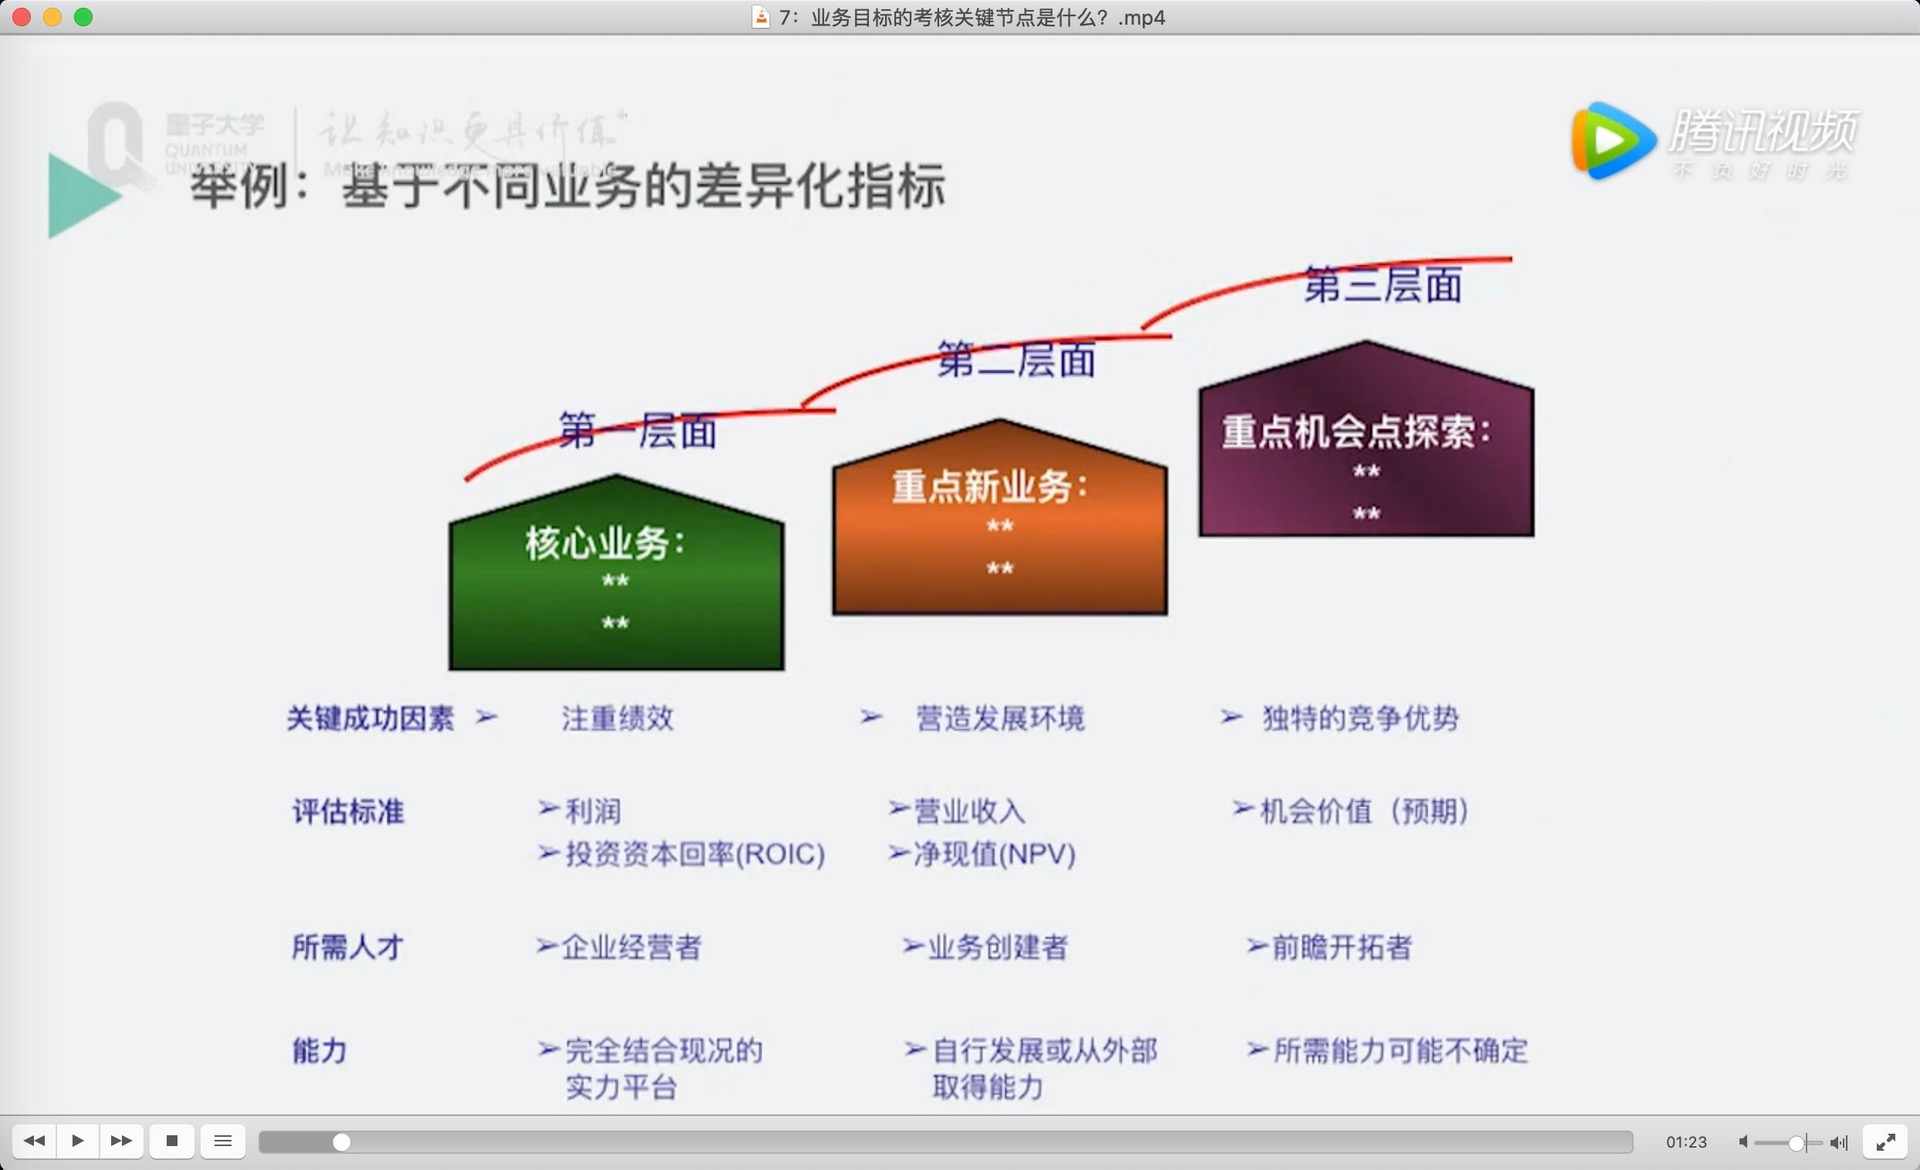 7：业务目标的考核关键节点是什么？.mp4
量子大学
QUANTUM
让知识更具价值
腾讯视频
不负好时光
举例：基于不同业务的差异化指标
第三层面
第二层面
第一层面
重点机会点探索：
**
**
重点新业务：
**
**
核心业务：
**
**
关键成功因素 ➢ 注重绩效 ➢ 营造发展环境 ➢ 独特的竞争优势
评估标准 ➢利润 ➢营业收入 ➢机会价值（预期）
➢投资资本回率(ROIC) ➢净现值(NPV)
所需人才 ➢企业经营者 ➢业务创建者 ➢前瞻开拓者
能力 ➢完全结合现况的 ➢自行发展或从外部 ➢所需能力可能不确定
实力平台 取得能力
01:23